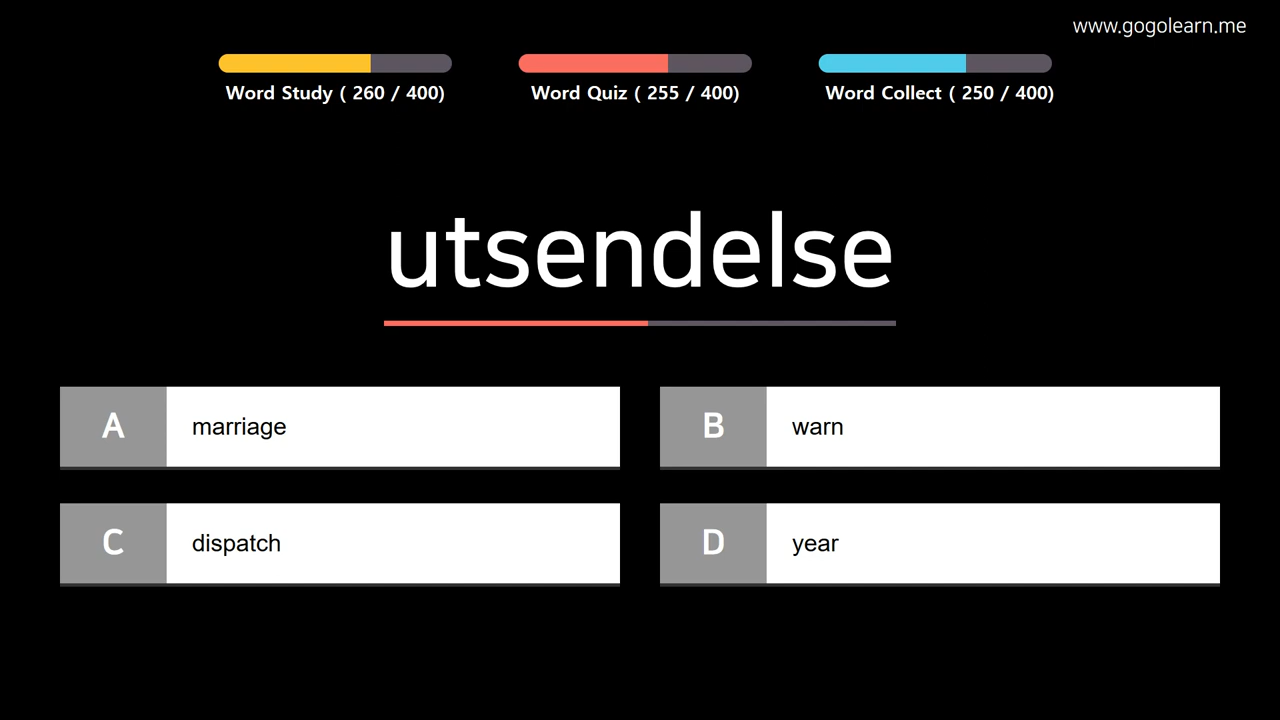 www.gogolearn.me
Word Study ( 260 / 400)
Word Quiz ( 255 / 400)
Word Collect ( 250 / 400)
utsendelse
A marriage
B warn
C dispatch
D year